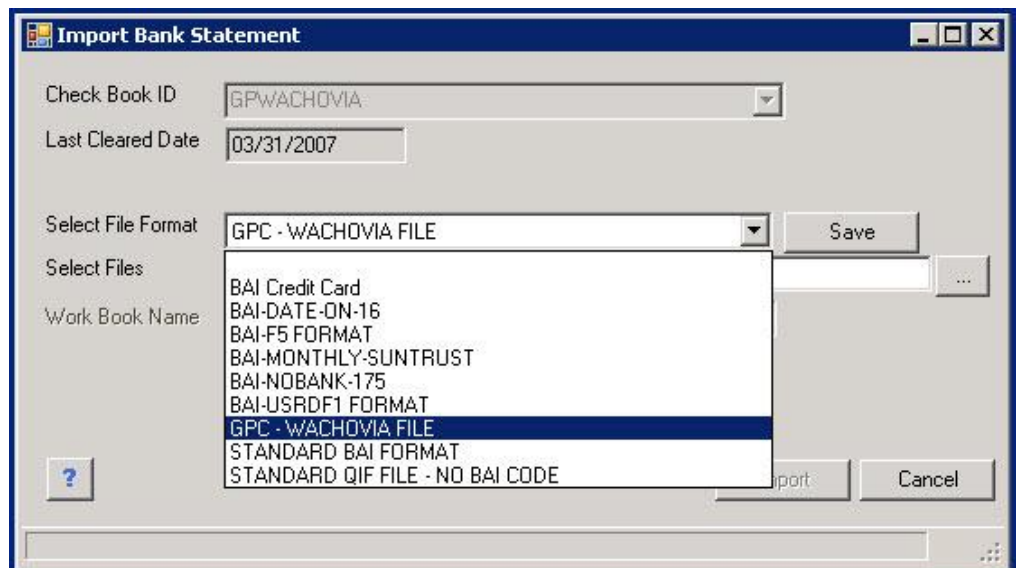 Import Bank Statement
Check Book ID GPWACHOVIA
Last Cleared Date 03/31/2007
Select File Format GPC - WACHOVIA FILE Save
Select Files ...
BAI Credit Card
BAI-DATE-ON-16
Work Book Name
BAI-F5 FORMAT
BAI-MONTHLY-SUNTRUST
BAI-NOBANK-175
BAI-USRDF1 FORMAT
GPC - WACHOVIA FILE
STANDARD BAI FORMAT
STANDARD QIF FILE - NO BAI CODE
? Cancel